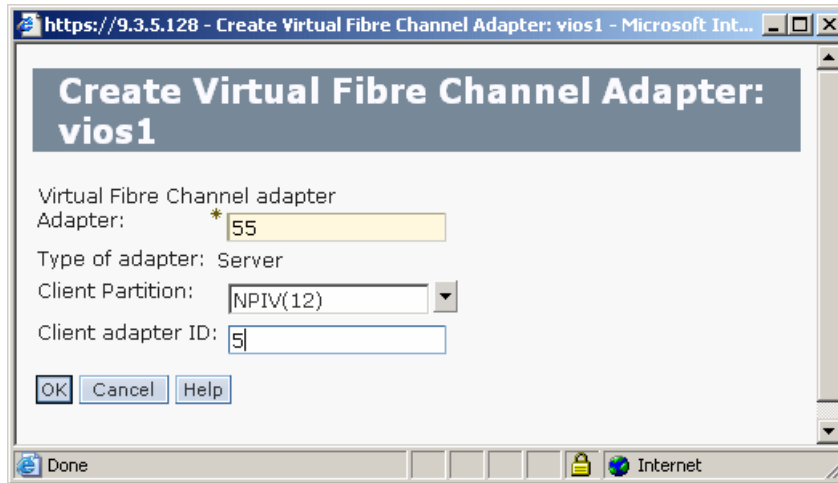 https://9.3.5.128 - Create Virtual Fibre Channel Adapter: vios1 - Microsoft Int...
Create Virtual Fibre Channel Adapter:
vios1
Virtual Fibre Channel adapter
Adapter: * 55
Type of adapter: Server
Client Partition: NPIV(12)
Client adapter ID: 5
OK Cancel Help
Done Internet